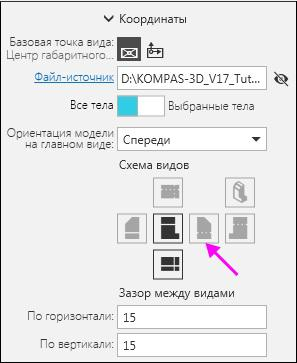 Координаты
Базовая точка вида:
Центр габаритного...
Файл-источник
D:\KOMPAS-3D_V17_Tut...
Все тела
Выбранные тела
Ориентация модели
на главном виде:
Спереди
Схема видов
Зазор между видами
По горизонтали:
15
По вертикали:
15